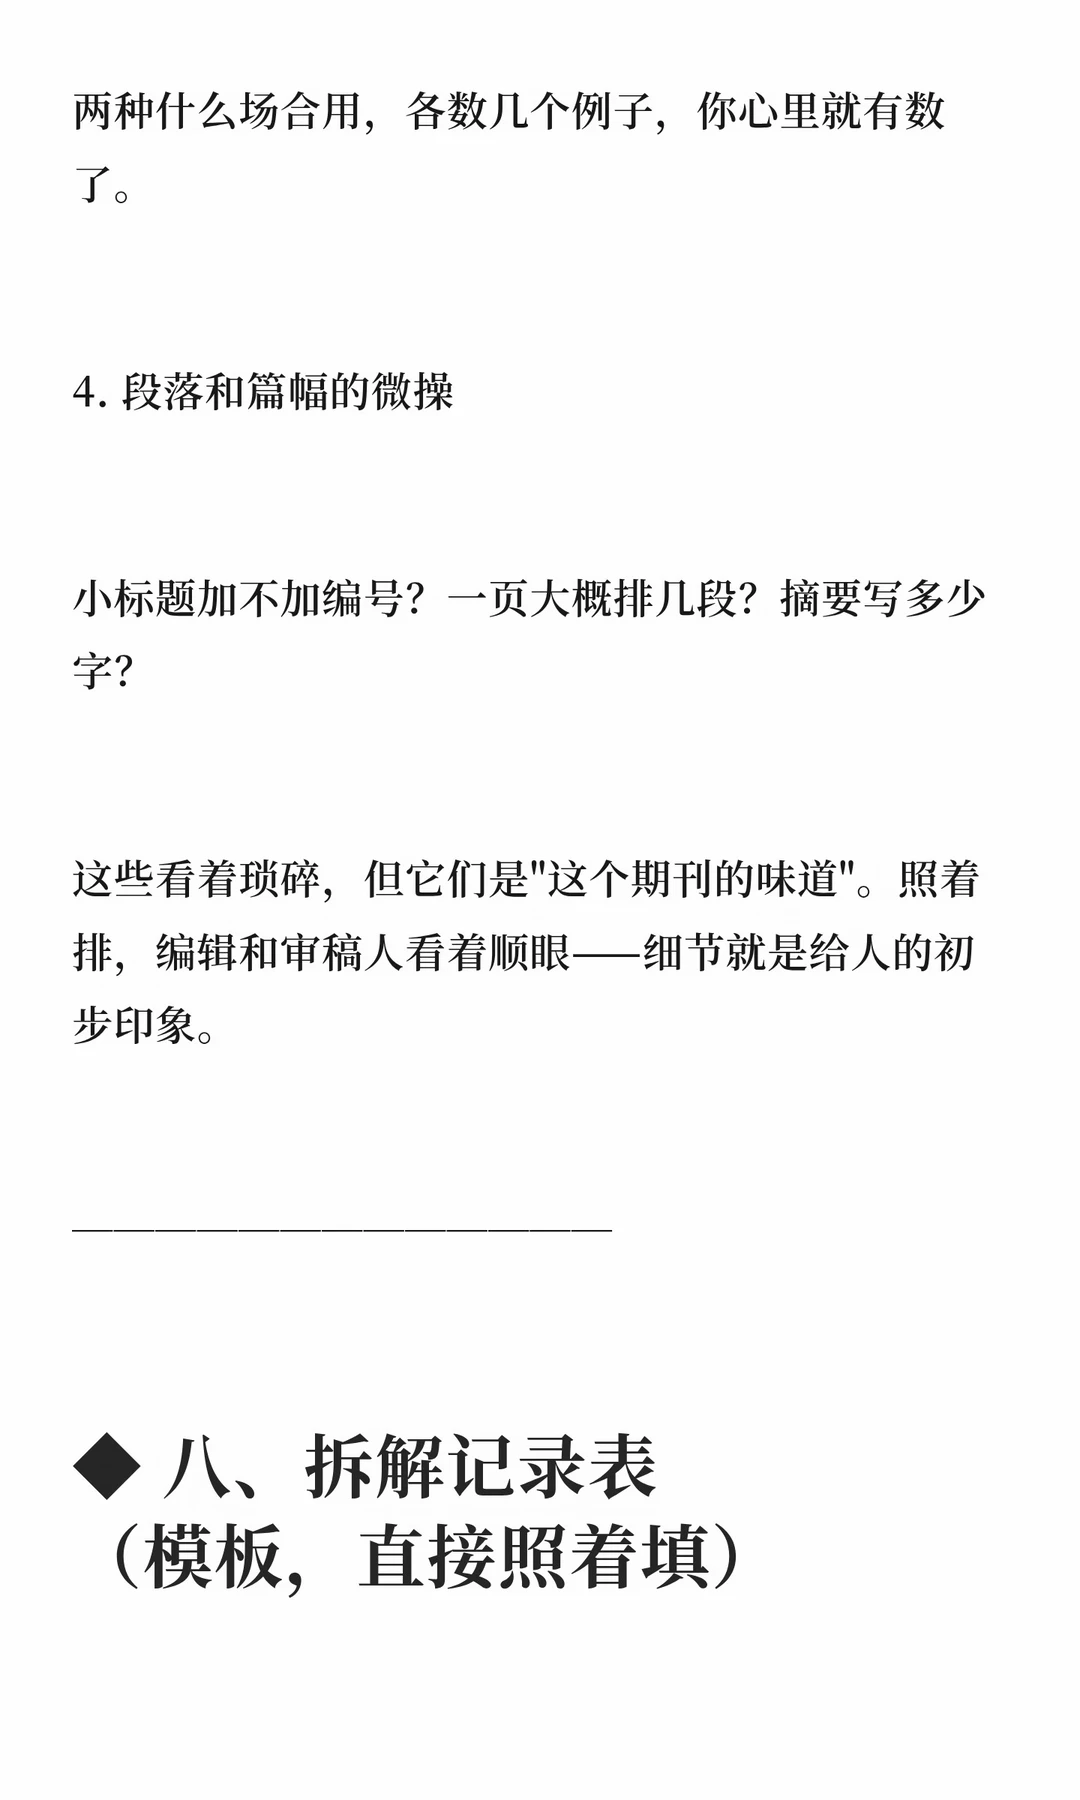 两种什么场合用，各数几个例子，你心里就有数
了。
4. 段落和篇幅的微操
小标题加不加编号？一页大概排几段？摘要写多少
字？
这些看着琐碎，但它们是"这个期刊的味道"。照着
排，编辑和审稿人看着顺眼——细节就是给人的初
步印象。
_____________
◆ 八、拆解记录表
（模板，直接照着填）